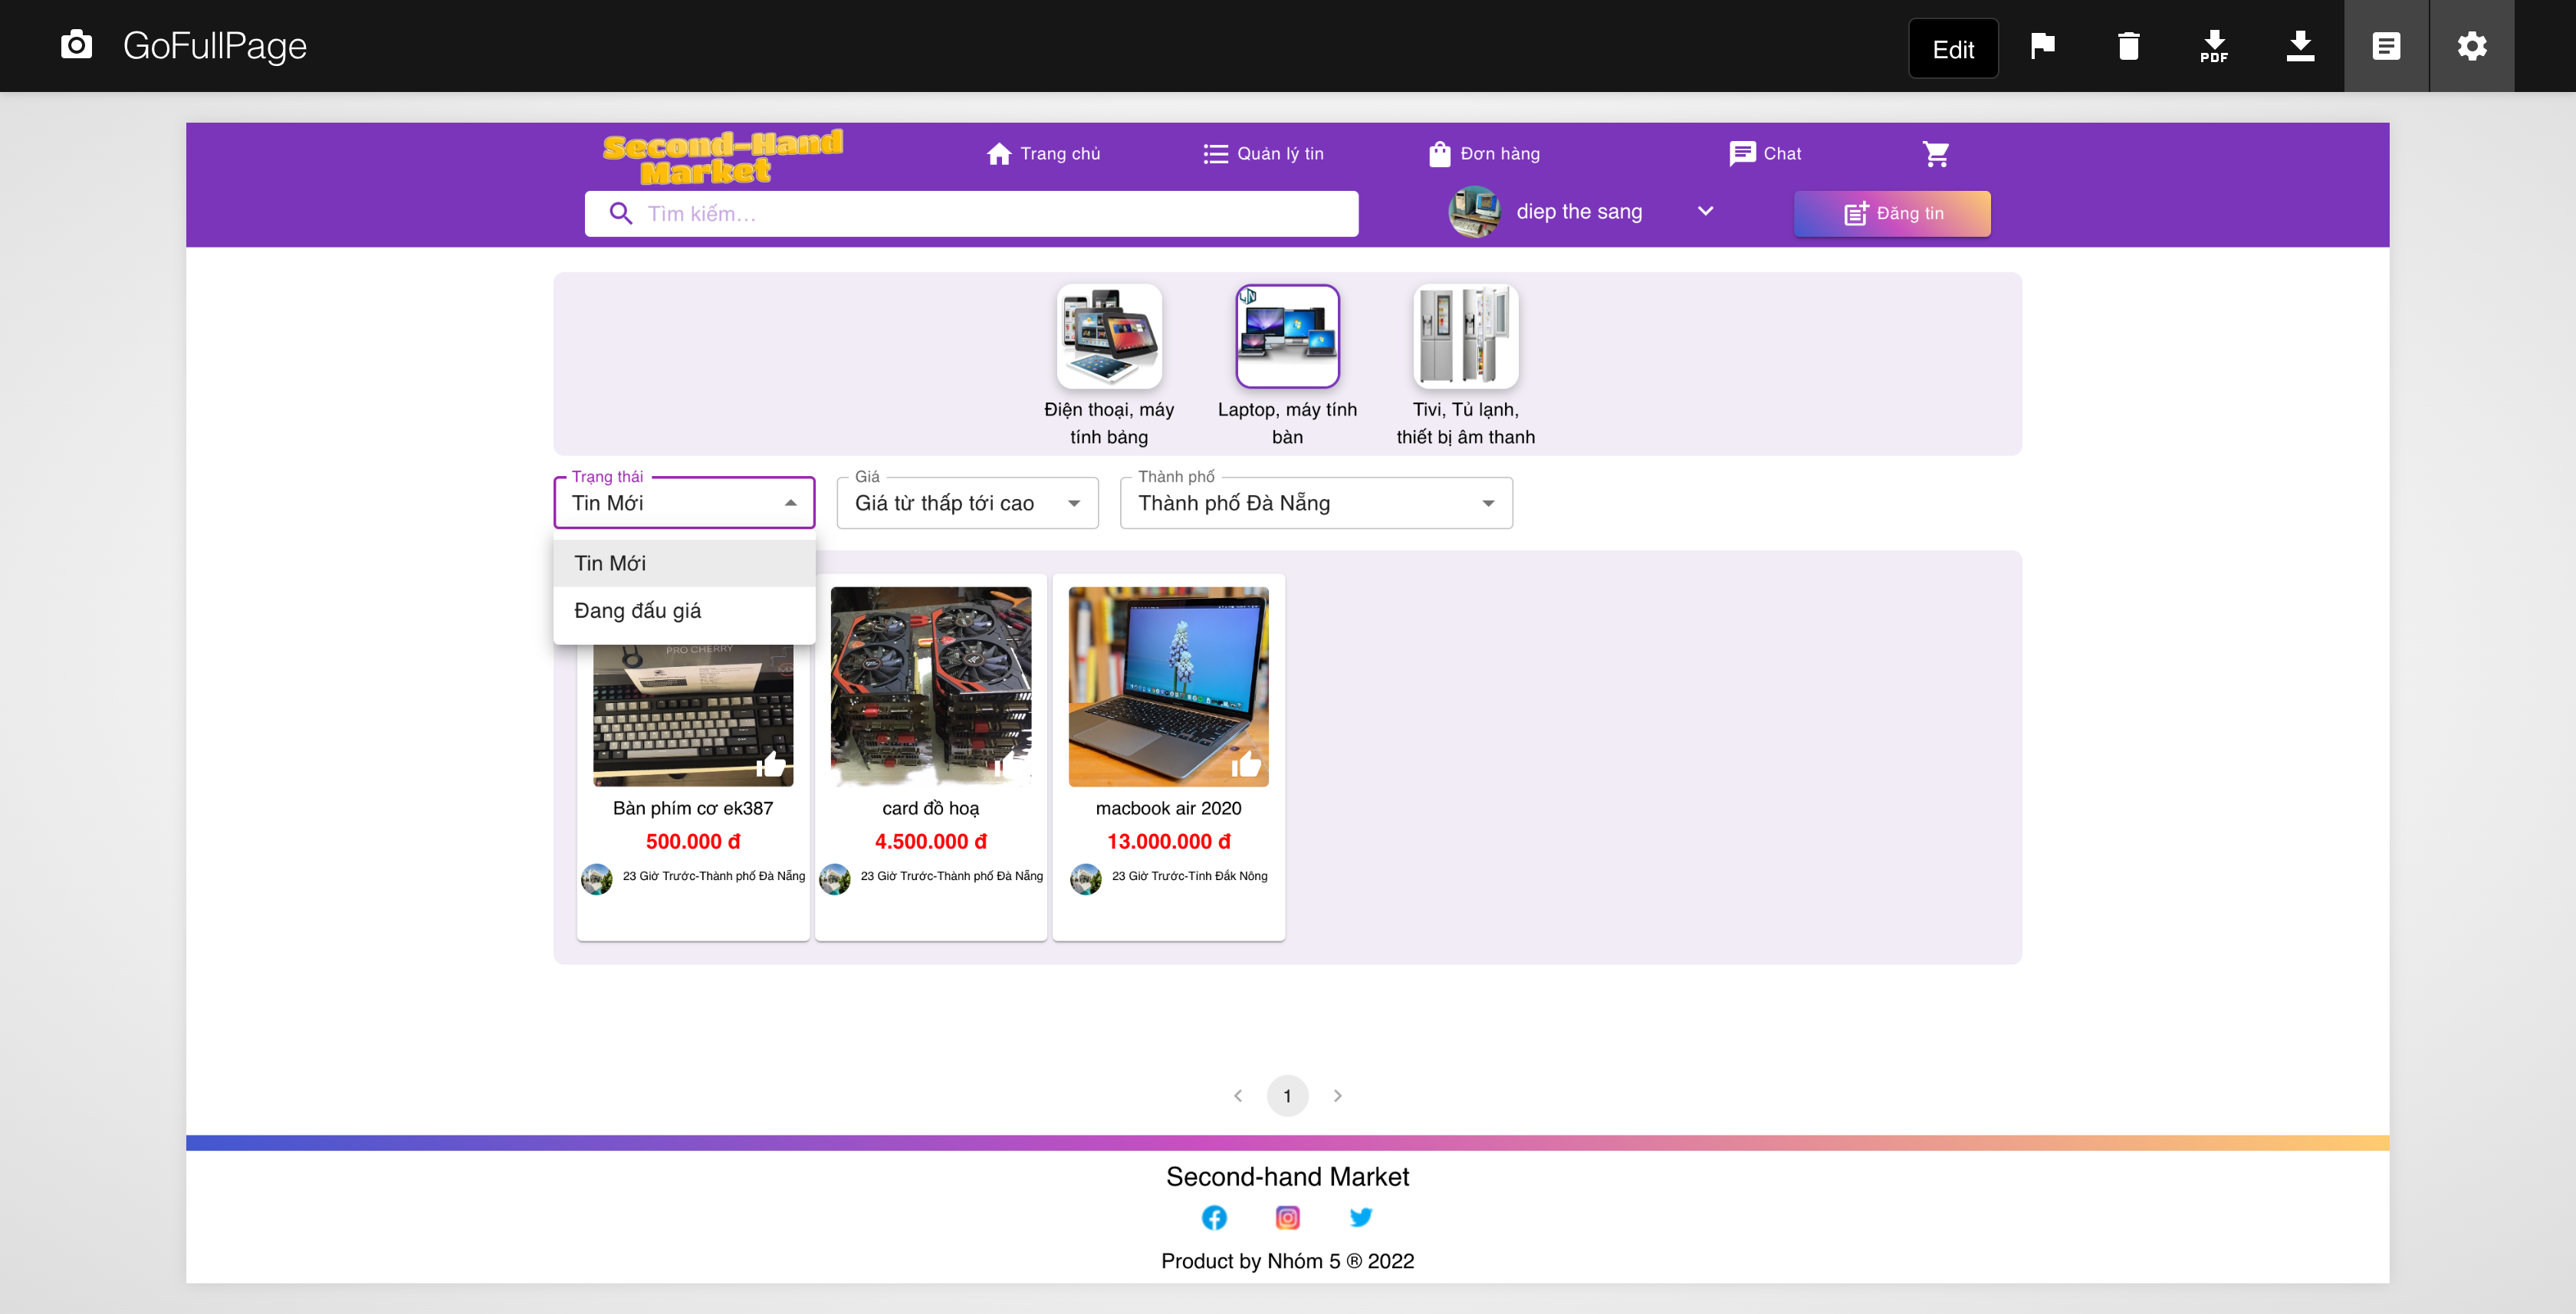 GoFullPage
Edit
PDF
Second-Hand
Market
Trang chủ
Quản lý tin
Đơn hàng
Chat
Tìm kiếm...
diep the sang
Đăng tin
Điện thoại, máy
tính bảng
Laptop, máy tính
bàn
Tivi, Tủ lạnh,
thiết bị âm thanh
Trạng thái
Tin Mới
Giá
Giá từ thấp tới cao
Thành phố
Thành phố Đà Nẵng
Tin Mới
Đang đấu giá
PRO CHERRY
Bàn phím cơ ek387
500.000 đ
23 Giờ Trước-Thành phố Đà Nẵng
card đồ hoạ
4.500.000 đ
23 Giờ Trước-Thành phố Đà Nẵng
macbook air 2020
13.000.000 đ
23 Giờ Trước-Tỉnh Đắk Nông
1
Second-hand Market
Product by Nhóm 5 ® 2022